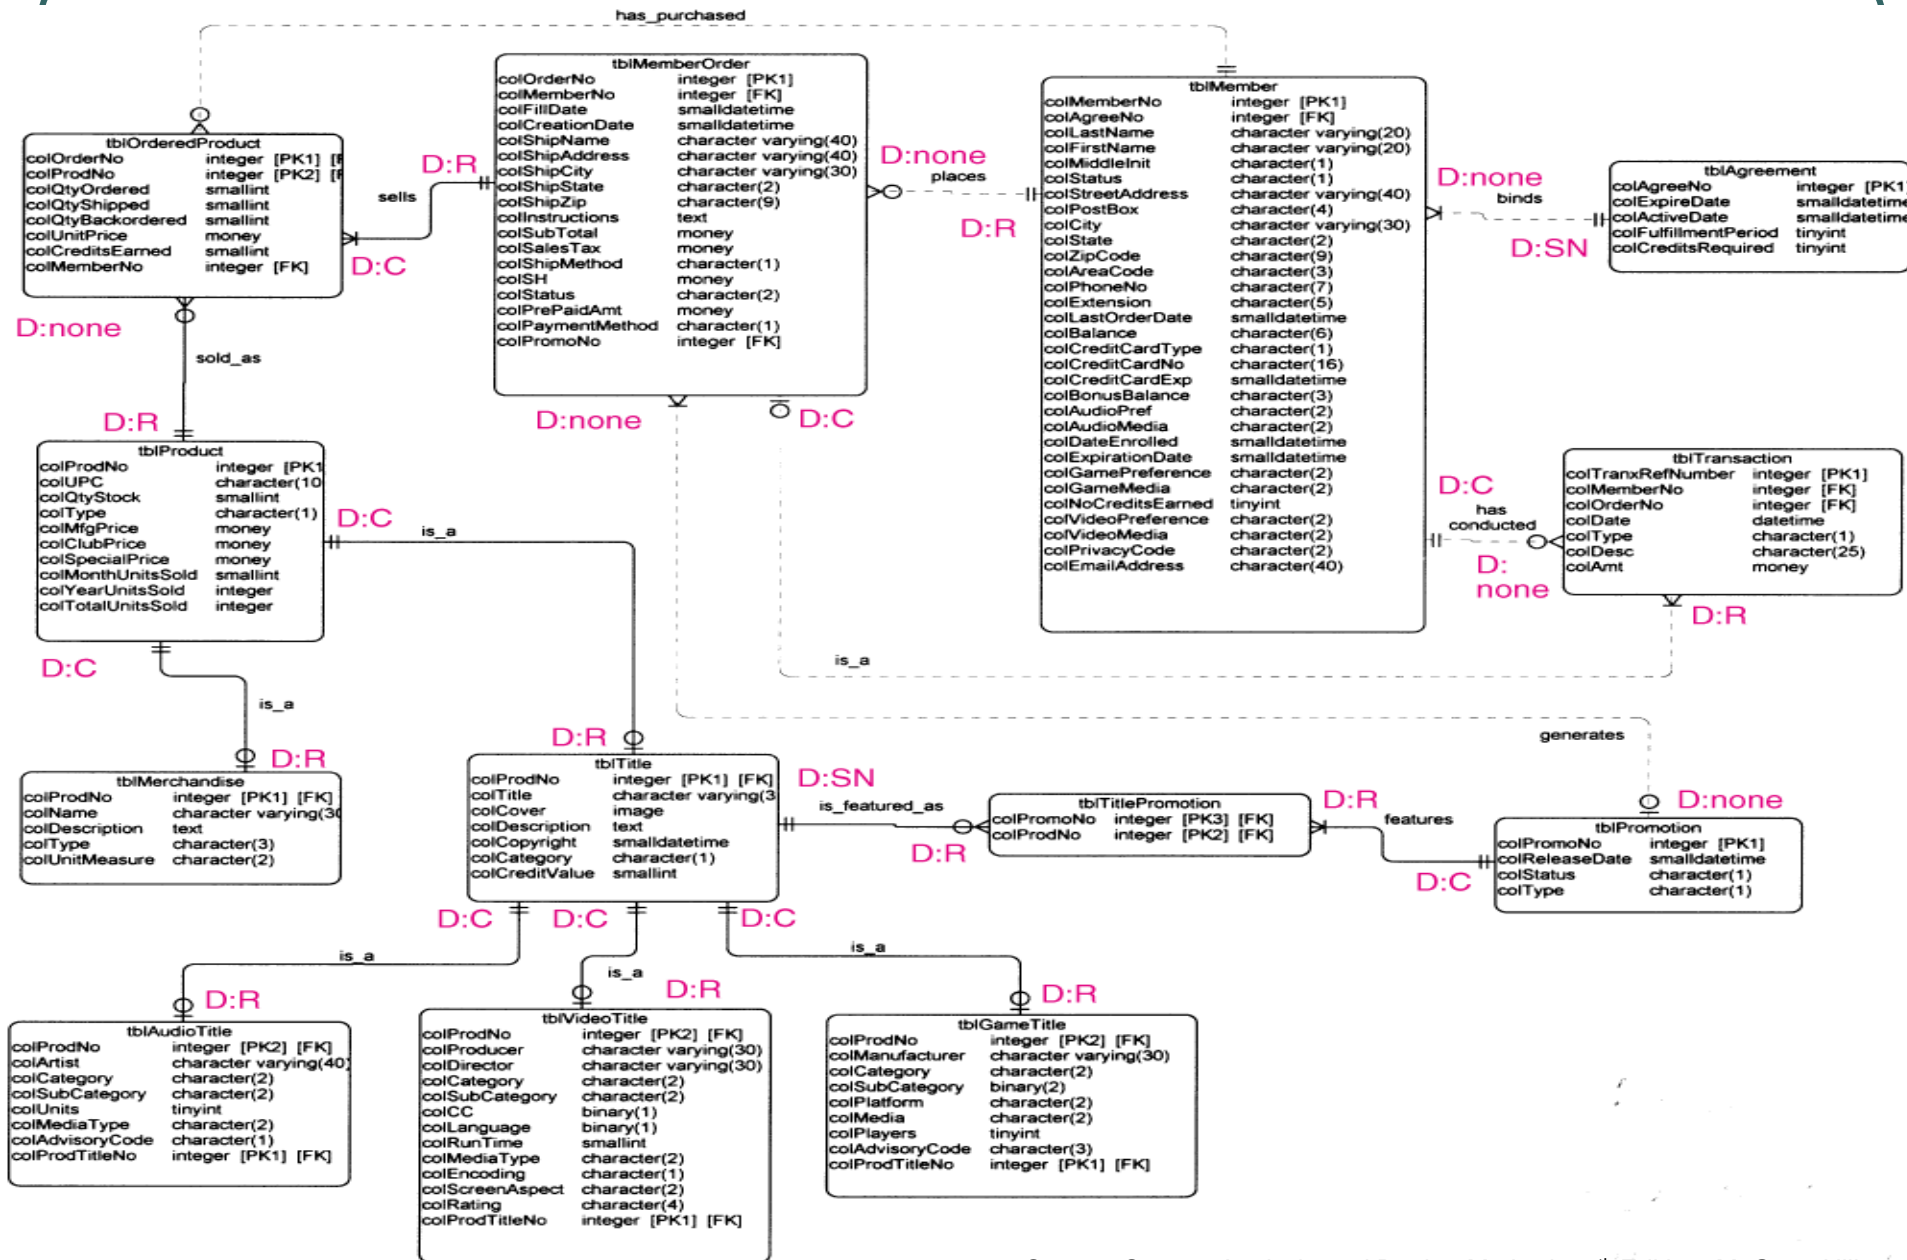 has_purchased
tblOrderedProduct
colOrderNo integer [PK1]
colProdNo integer [PK2]
colQtyOrdered smallint
colQtyShipped smallint
colQtyBackordered smallint
colUnitPrice money
colCreditsEarned smallint
colMemberNo integer [FK]
D:none
D:R
sells
D:C
tblMemberOrder
colOrderNo integer [PK1]
colMemberNo integer [FK]
colFillDate smalldatetime
colCreationDate smalldatetime
colShipName character varying(40)
colShipAddress character varying(40)
colShipCity character varying(30)
colShipState character(2)
colShipZip character(9)
colInstructions text
colSubTotal money
colSalesTax money
colShipMethod character(1)
colSH money
colStatus character(2)
colPrePaidAmt money
colPaymentMethod character(1)
colPromoNo integer [FK]
D:none
D:C
D:none
places
D:R
tblMember
colMemberNo integer [PK1]
colAgreeNo integer [FK]
colLastName character varying(20)
colFirstName character varying(20)
colMiddleInit character(1)
colStatus character(1)
colStreetAddress character varying(40)
colPostBox character(4)
colCity character varying(30)
colState character(2)
colZipCode character(9)
colAreaCode character(3)
colPhoneNo character(7)
colExtension character(5)
colLastOrderDate smalldatetime
colBalance character(6)
colCreditCardType character(1)
colCreditCardNo character(16)
colCreditCardExp smalldatetime
colBonusBalance character(3)
colAudioPref character(2)
colAudioMedia character(2)
colDateEnrolled smalldatetime
colExpirationDate smalldatetime
colGamePreference character(2)
colGameMedia character(2)
colNoCreditsEarned tinyint
colVideoPreference character(2)
colVideoMedia character(2)
colPrivacyCode character(2)
colEmailAddress character(40)
D:none
binds
D:SN
tblAgreement
colAgreeNo integer [PK1
colExpireDate smalldatetime
colActiveDate smalldatetime
colFulfillmentPeriod tinyint
colCreditsRequired tinyint
sold_as
D:R
tblProduct
colProdNo integer [PK1
colUPC character(10
colQtyStock smallint
colType character(1)
colMfgPrice money
colClubPrice money
colSpecialPrice money
colMonthUnitsSold smallint
colYearUnitsSold integer
colTotalUnitsSold integer
D:C
is_a
D:C
has
conducted
D:
none
tblTransaction
colTranxRefNumber integer [PK1]
colMemberNo integer [FK]
colOrderNo integer [FK]
colDate datetime
colType character(1)
colDesc character(25)
colAmt money
D:R
D:C
is_a
is_a
D:R
D:R
generates
tblMerchandise
colProdNo integer [PK1] [FK]
colName character varying(30
colDescription text
colType character(3)
colUnitMeasure character(2)
tblTitle
colProdNo integer [PK1] [FK]
colTitle character varying(3
colCover image
colDescription text
colCopyright smalldatetime
colCategory character(1)
colCreditValue smallint
D:SN
is_featured_as
D:R
tblTitlePromotion
colPromoNo integer [PK3] [FK]
colProdNo integer [PK2] [FK]
D:R
features
D:C
D:none
tblPromotion
colPromoNo integer [PK1]
colReleaseDate smalldatetime
colStatus character(1)
colType character(1)
D:C D:C D:C
is_a
is_a
is_a
D:R
D:R
D:R
tblAudioTitle
colProdNo integer [PK2] [FK]
colArtist character varying(40)
colCategory character(2)
colSubCategory character(2)
colUnits tinyint
colMediaType character(2)
colAdvisoryCode character(1)
colProdTitleNo integer [PK1] [FK]
tblVideoTitle
colProdNo integer [PK2] [FK]
colProducer character varying(30)
colDirector character varying(30)
colCategory character(2)
colSubCategory character(2)
colCC binary(1)
colLanguage binary(1)
colRunTime smallint
colMediaType character(2)
colEncoding character(1)
colScreenAspect character(2)
colRating character(4)
colProdTitleNo integer [PK1] [FK]
tblGameTitle
colProdNo integer [PK2] [FK]
colManufacturer character varying(30)
colCategory character(2)
colSubCategory binary(2)
colPlatform character(2)
colMedia character(2)
colPlayers tinyint
colAdvisoryCode character(3)
colProdTitleNo integer [PK1] [FK]